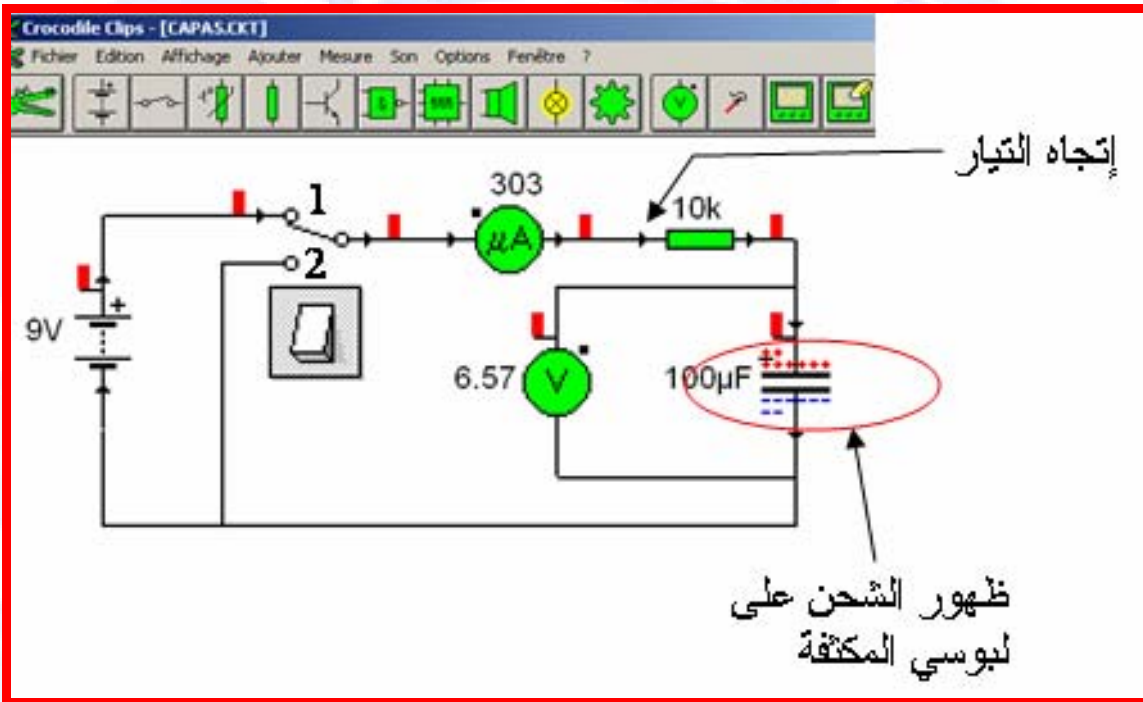 Crocodile Clips - [CAPAS.CKT]
Fichier Edition Affichage Ajouter Mesure Son Options Fenêtre ?
& 555 V
إتجاه التيار
303
1
10k
µA
2
9V
+
6.57
V
100µF
+
ظهور الشحن على
لبوسي المكثفة